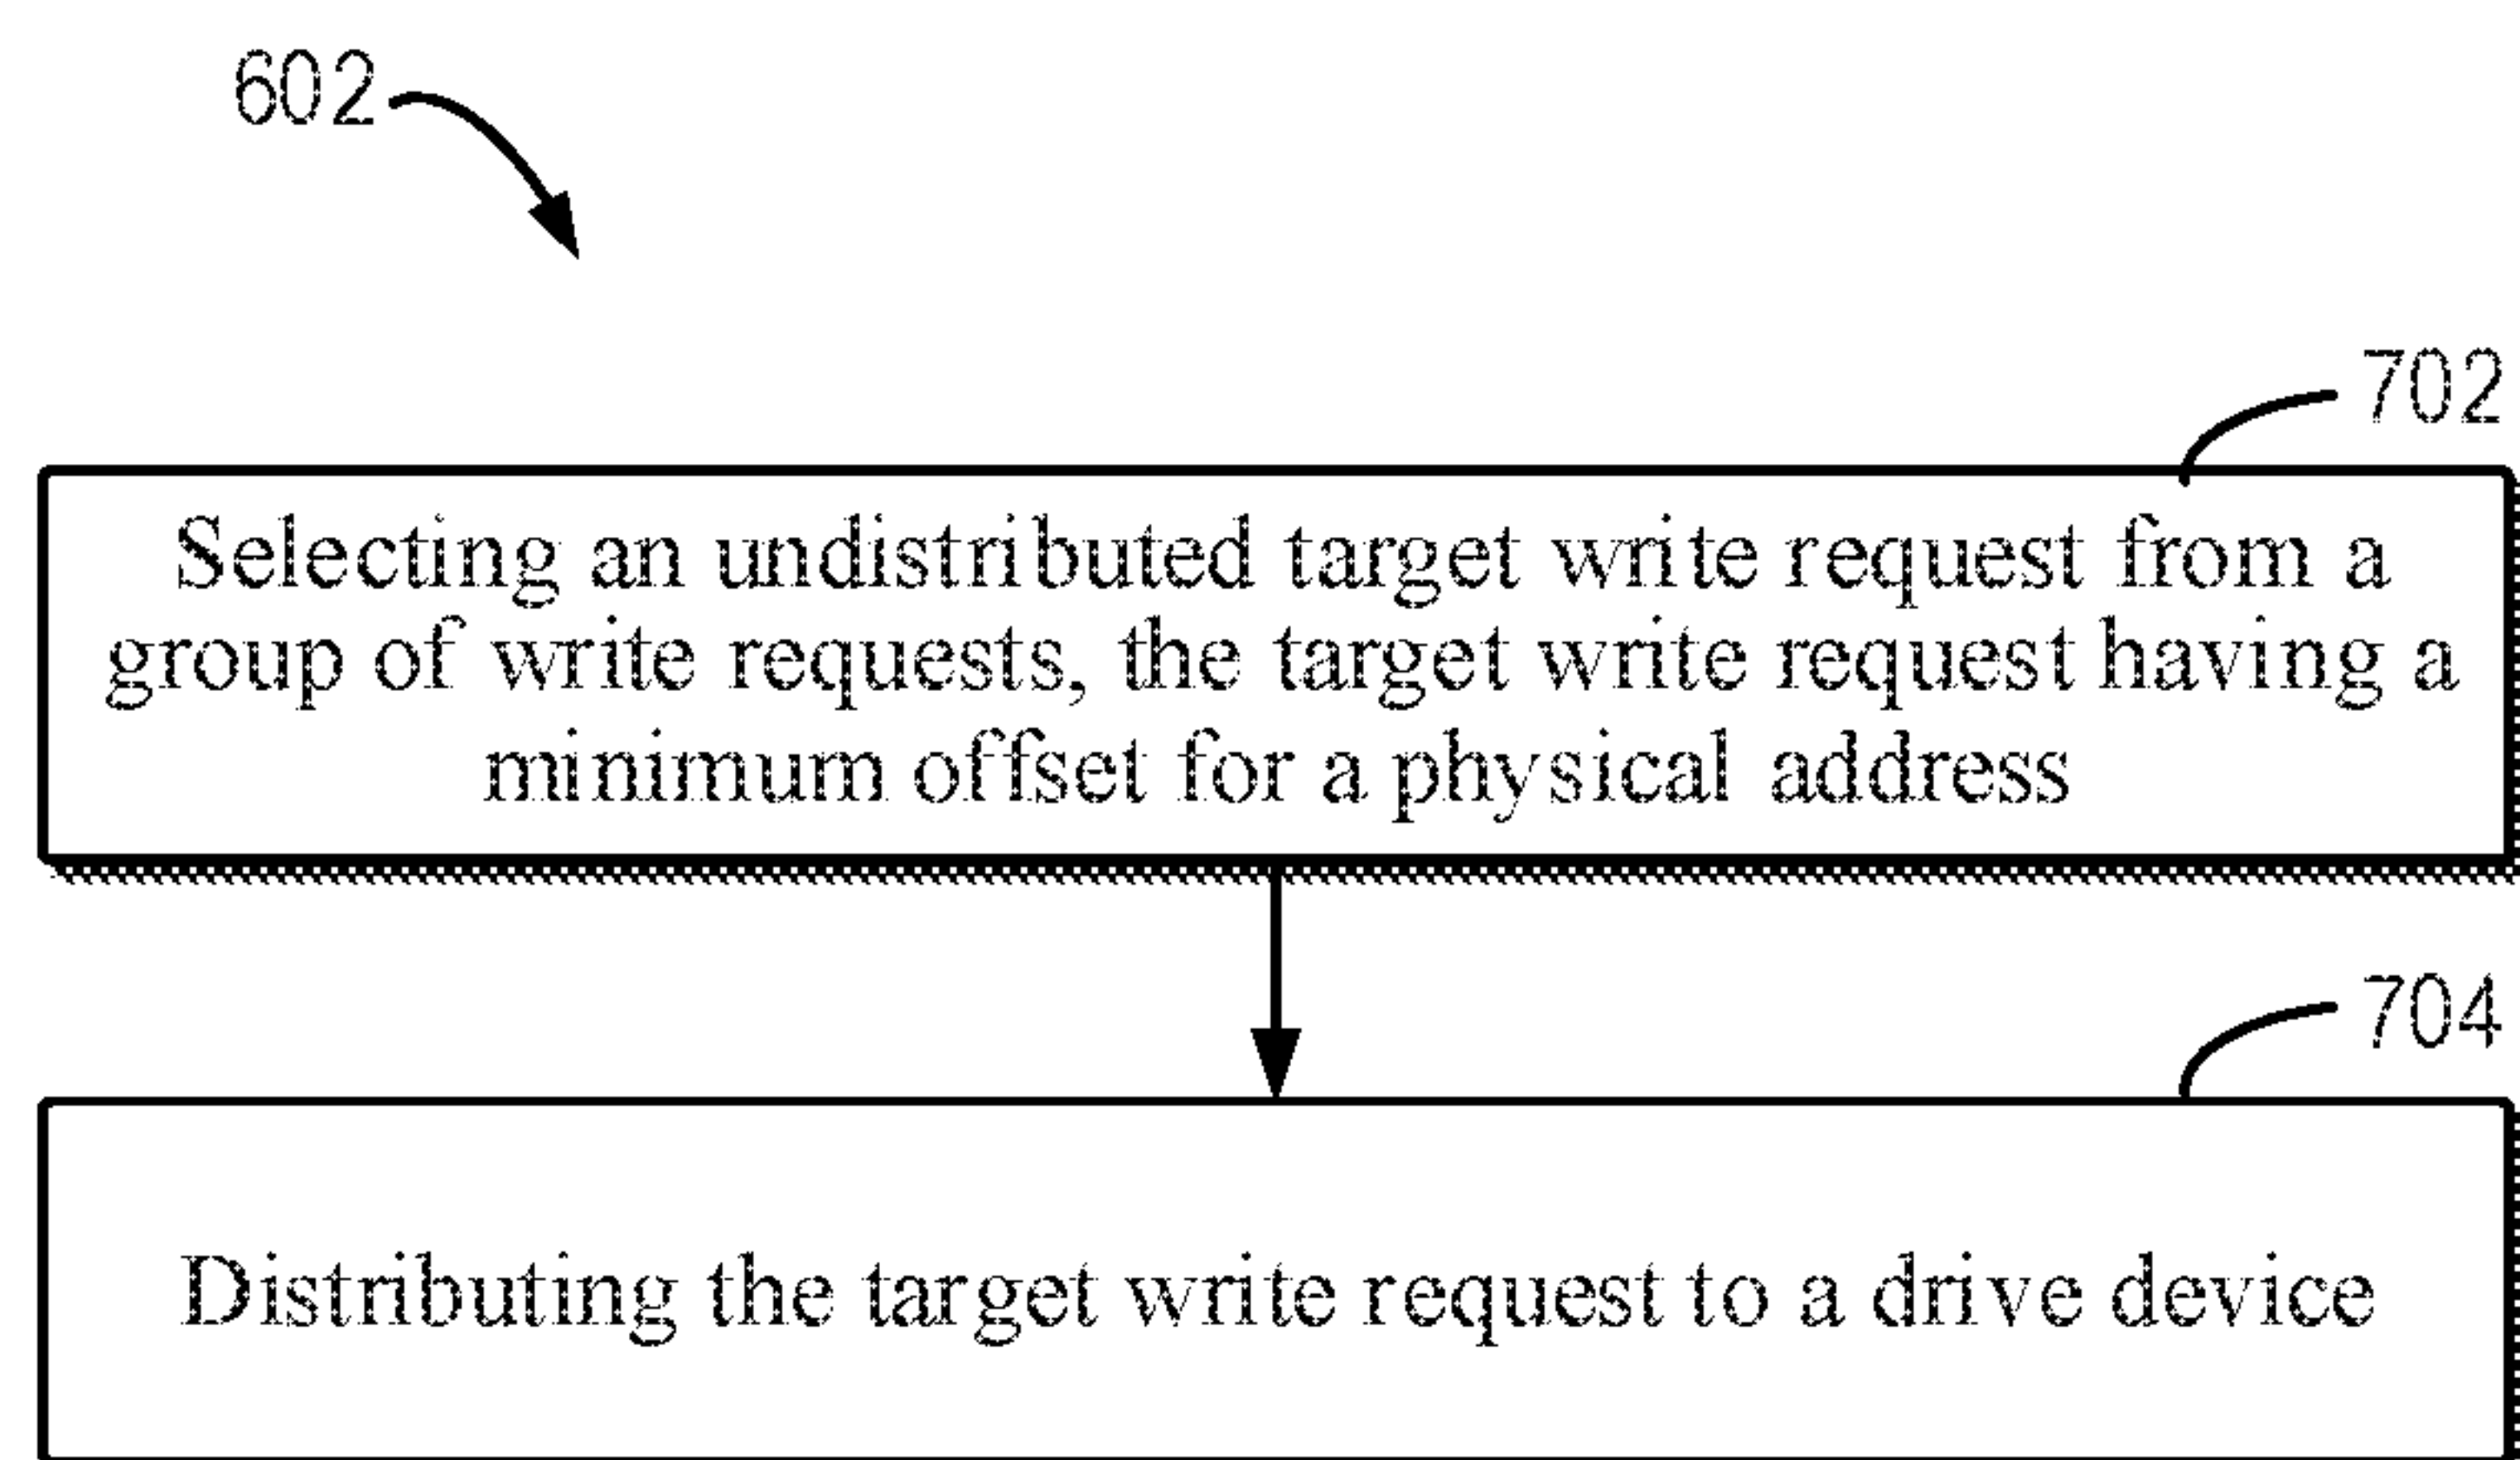 602
702
Selecting an undistributed target write request from a
group of write requests, the target write request having a
minimum offset for a physical address
704
Distributing the target write request to a drive device